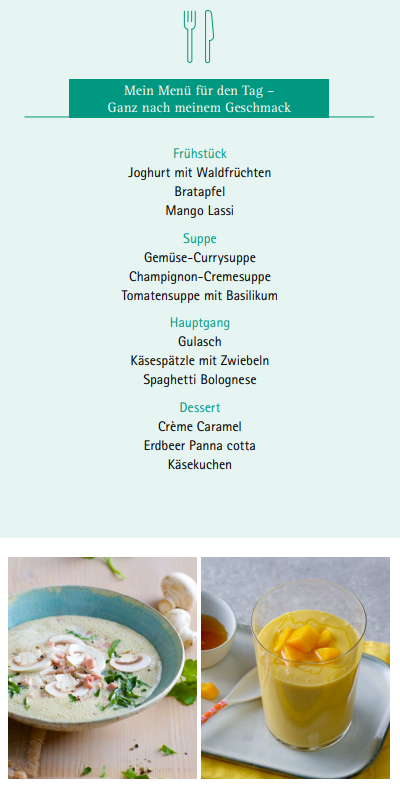 Mein Menü für den Tag –
Ganz nach meinem Geschmack
Frühstück
Joghurt mit Waldfrüchten
Bratapfel
Mango Lassi
Suppe
Gemüse-Currysuppe
Champignon-Cremesuppe
Tomatensuppe mit Basilikum
Hauptgang
Gulasch
Käsespätzle mit Zwiebeln
Spaghetti Bolognese
Dessert
Crème Caramel
Erdbeer Panna cotta
Käsekuchen